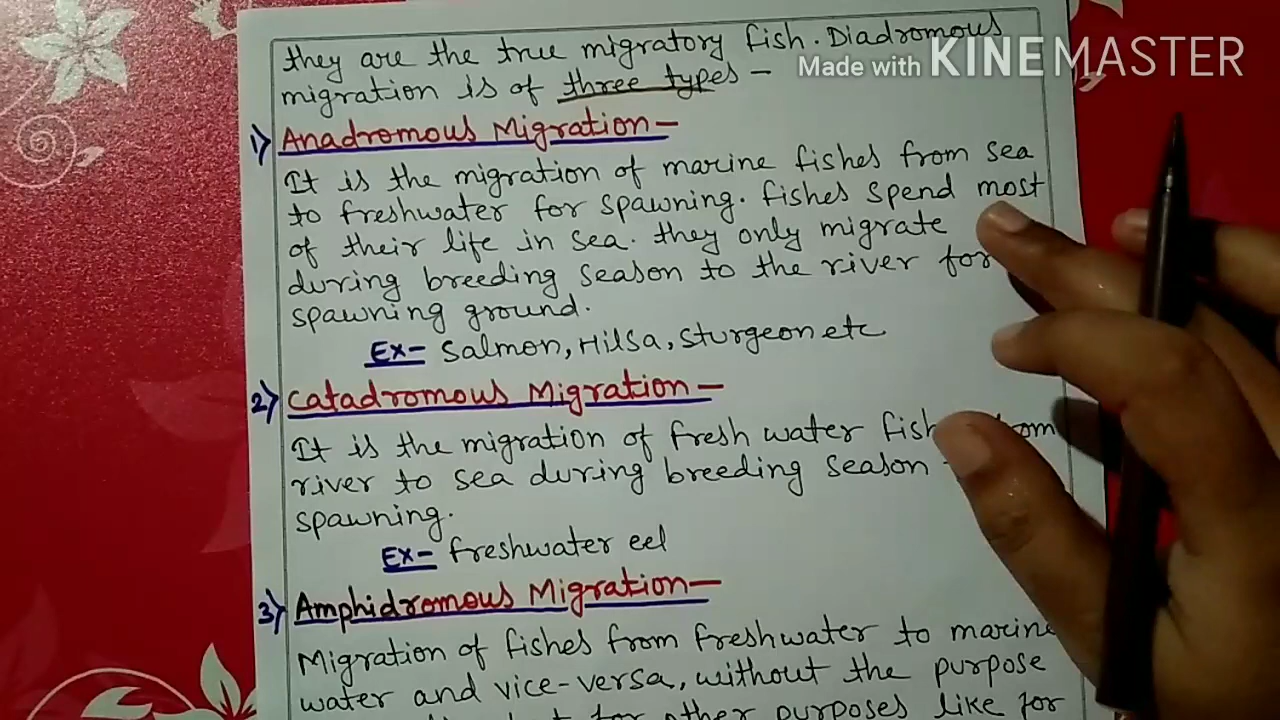 they are the true migratory fish. Diadromous
migration is of three types –
Made with KINEMASTER
1) Anadromous Migration –
It is the migration of marine fishes from sea
to freshwater for spawning. Fishes spend most
of their life in sea. they only migrate
during breeding season to the river for
spawning ground.
Ex– Salmon, Hilsa, Sturgeon etc
2) Catadromous Migration –
It is the migration of fresh water
river to sea during breeding season
spawning.
Ex– freshwater eel
3) Amphidromous Migration –
Migration of fishes from freshwater to marine
water and vice-versa, without the purpose
for other purposes like for